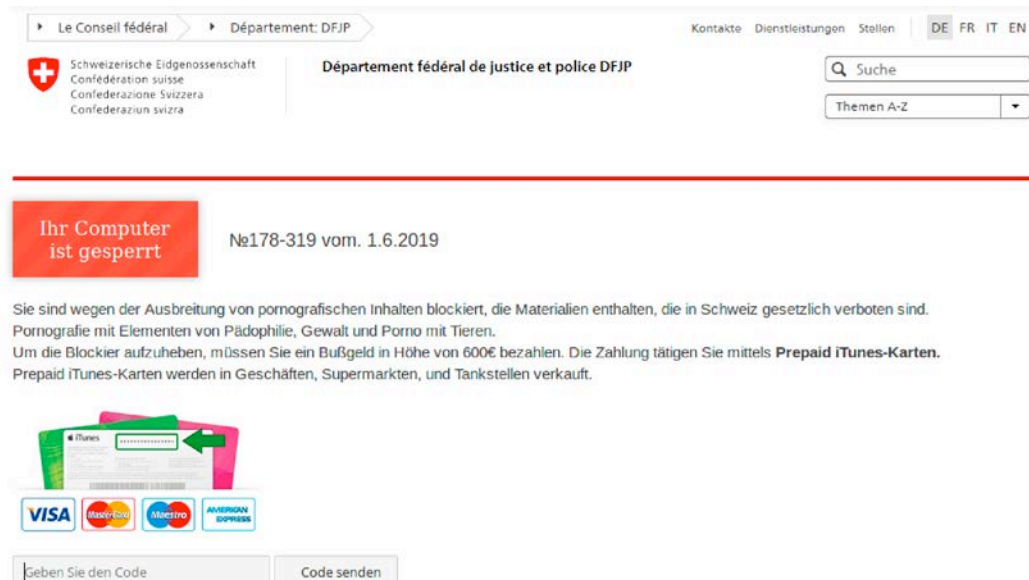 Le Conseil fédéral Département: DFJP
Kontakte Dienstleistungen Stellen DE FR IT EN
Schweizerische Eidgenossenschaft
Confédération suisse
Confederazione Svizzera
Confederaziun svizra
Département fédéral de justice et police DFJP
Suche
Themen A-Z
Ihr Computer
ist gesperrt
№178-319 vom. 1.6.2019
Sie sind wegen der Ausbreitung von pornografischen Inhalten blockiert, die Materialien enthalten, die in Schweiz gesetzlich verboten sind.
Pornografie mit Elementen von Pädophilie, Gewalt und Porno mit Tieren.
Um die Blockier aufzuheben, müssen Sie ein Bußgeld in Höhe von 600€ bezahlen. Die Zahlung tätigen Sie mittels Prepaid iTunes-Karten.
Prepaid iTunes-Karten werden in Geschäften, Supermarkten, und Tankstellen verkauft.
iTunes
VISA MasterCard Maestro AMERICAN EXPRESS
Geben Sie den Code Code senden